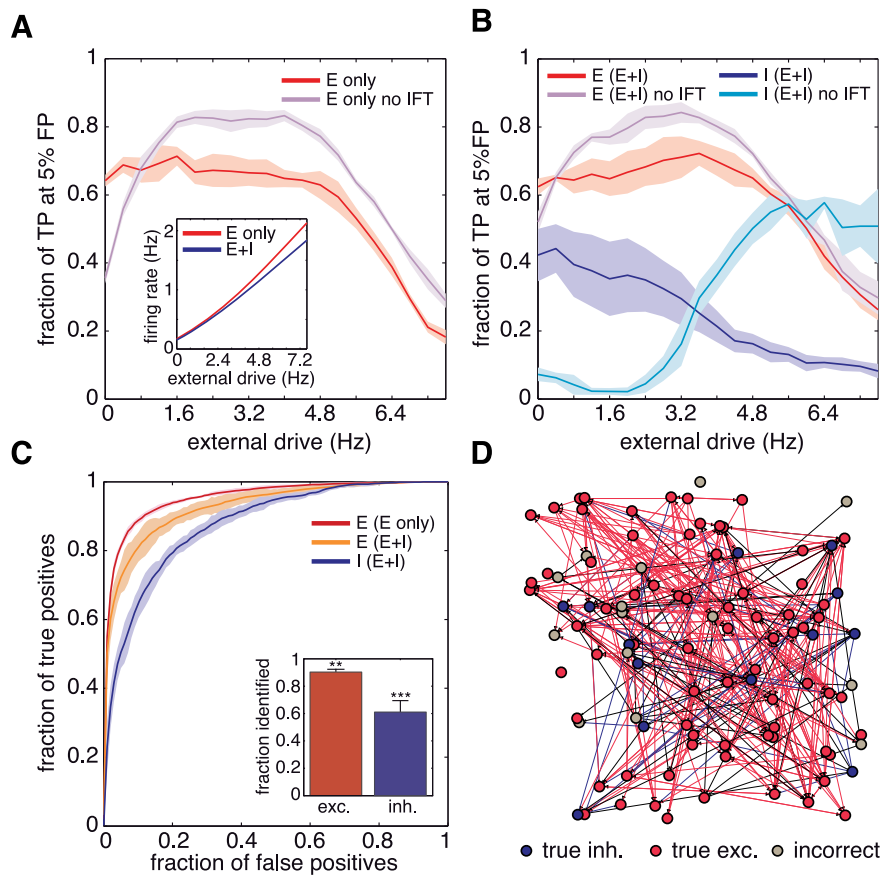 A
fraction of TP at 5% FP
1
0.8
0.6
0.4
0.2
0
E only
E only no IFT
firing rate (Hz)
2
1
0
E only
E+I
0 2.4 4.8 7.2
external drive (Hz)
0 1.6 3.2 4.8 6.4
external drive (Hz)
B
fraction of TP at 5%FP
1
0.8
0.6
0.4
0.2
0
E (E+I)
E (E+I) no IFT
I (E+I)
I (E+I) no IFT
0 1.6 3.2 4.8 6.4
external drive (Hz)
C
fraction of true positives
1
0.8
0.6
0.4
0.2
0
E (E only)
E (E+I)
I (E+I)
fraction identified
1
0.8
0.6
0.4
0.2
0
**
***
exc. inh.
0 0.2 0.4 0.6 0.8 1
fraction of false positives
D
true inh. true exc. incorrect